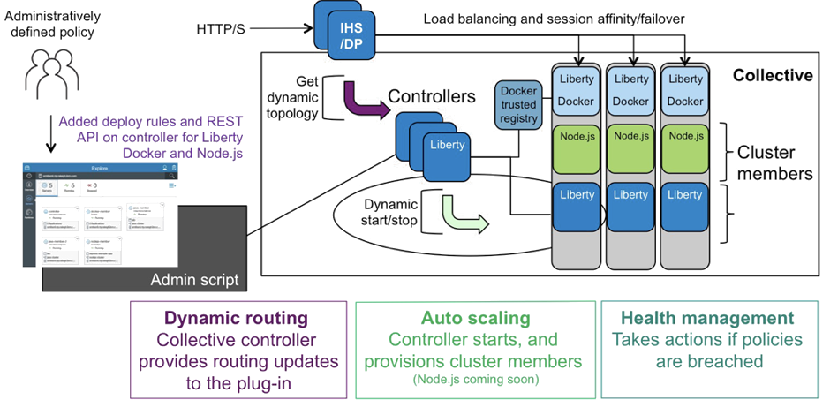 Administratively
defined policy
HTTP/S
IHS
/DP
Load balancing and session affinity/failover
Collective
Get
dynamic
topology
Controllers
Liberty
Docker
trusted
registry
Liberty
Docker
Liberty
Docker
Liberty
Docker
Node.js
Node.js
Node.js
Cluster
members
Liberty
Liberty
Liberty
Dynamic
start/stop
Added deploy rules and REST
API on controller for Liberty
Docker and Node.js
Admin script
Dynamic routing
Collective controller
provides routing updates
to the plug-in
Auto scaling
Controller starts, and
provisions cluster members
(Node.js coming soon)
Health management
Takes actions if policies
are breached